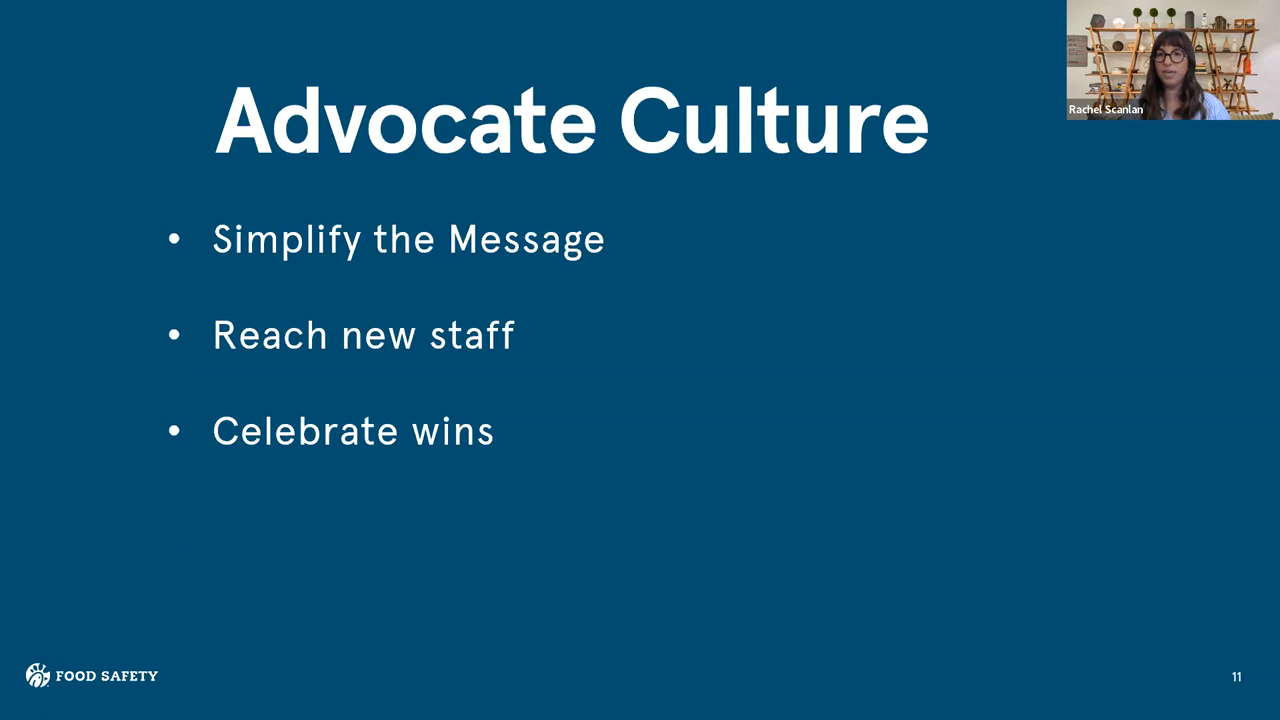 Advocate Culture
Rachel Scanlan
• Simplify the Message
• Reach new staff
• Celebrate wins
FOOD SAFETY
11